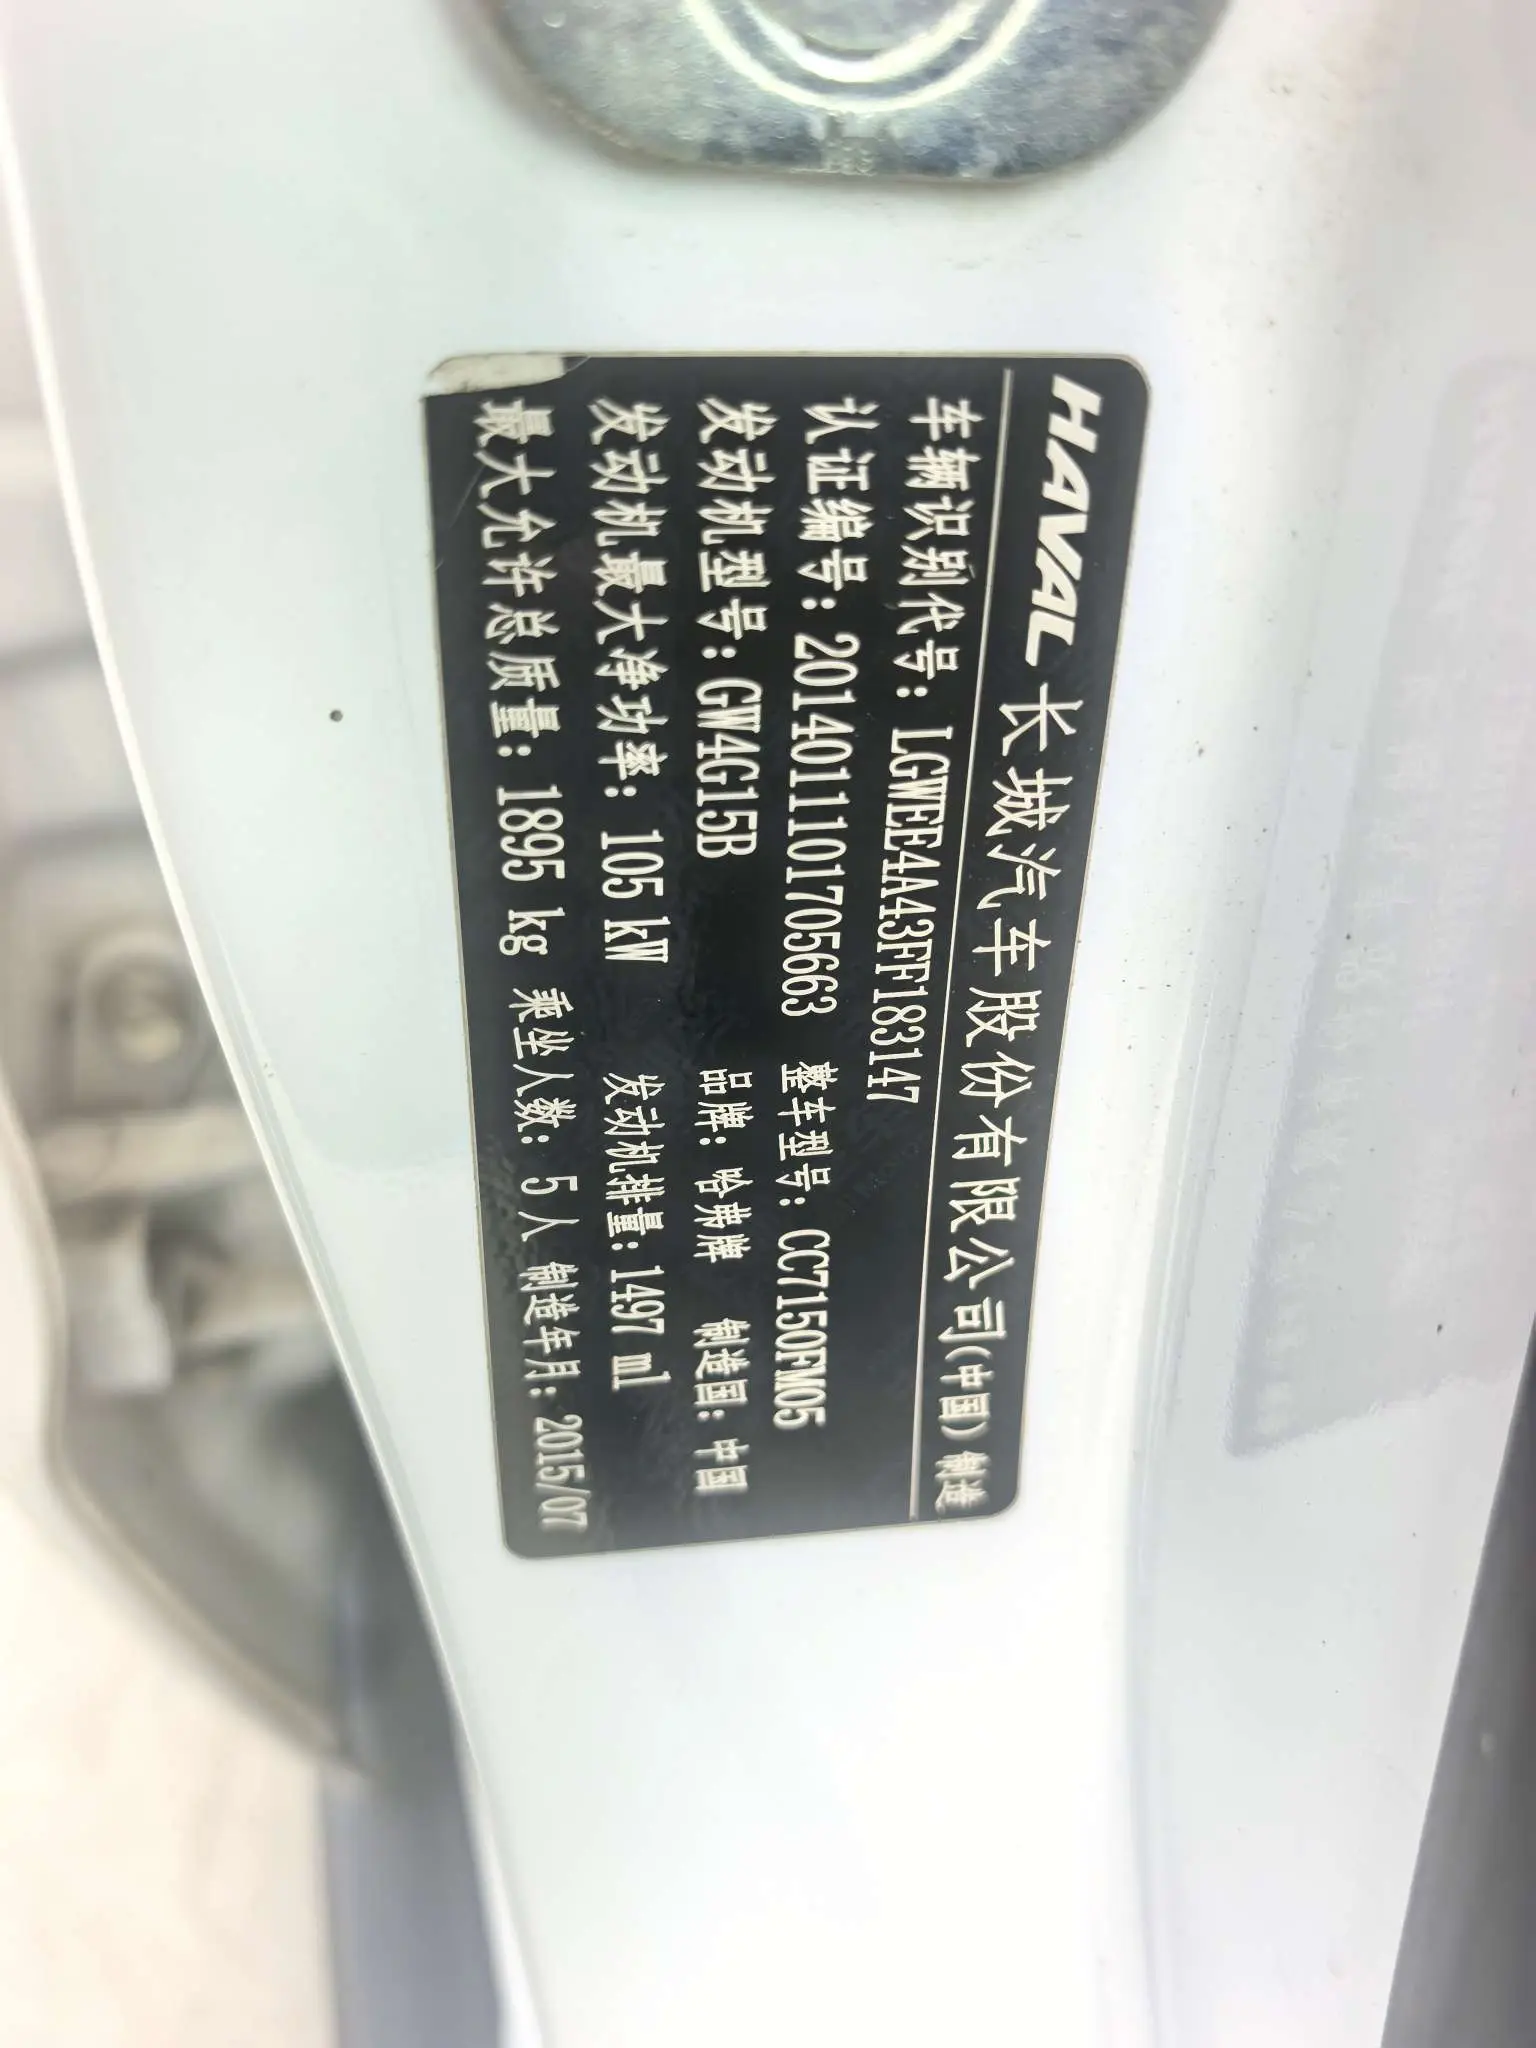 HAVAL 长城汽车股份有限公司(中国) 制造
车辆识别代号: LGWEE4A43FF183147
认证编号: 2014011101705663 整车型号: CC7150FM05
发动机型号: GW4G15B 品牌: 哈弗牌 制造国: 中国
发动机最大净功率: 105 kW 发动机排量: 1497 ml
最大允许总质量: 1895 kg 乘坐人数: 5 人 制造年月: 2015/07